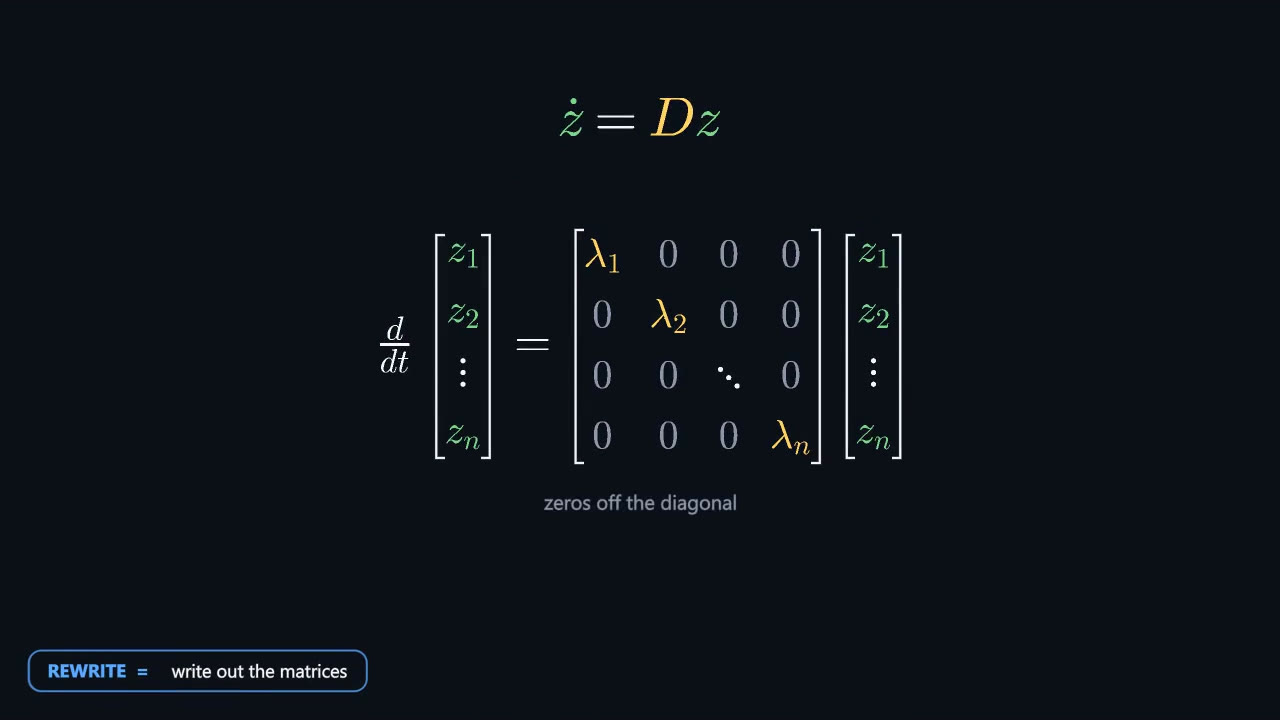 ż = Dz
d/dt [z₁ z₂ ⋮ zₙ] = [λ₁ 0 0 0
0 λ₂ 0 0
0 0 ⋱ 0
0 0 0 λₙ] [z₁ z₂ ⋮ zₙ]
zeros off the diagonal
REWRITE = write out the matrices